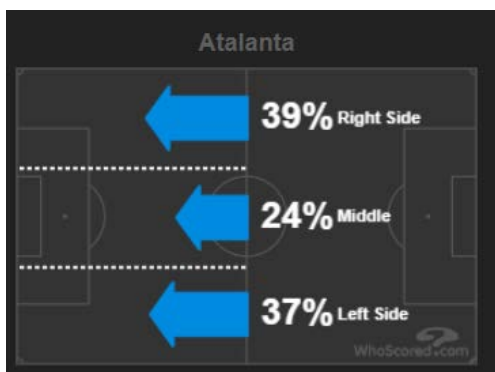 Atalanta
39% Right Side
24% Middle
37% Left Side
WhoScored.com